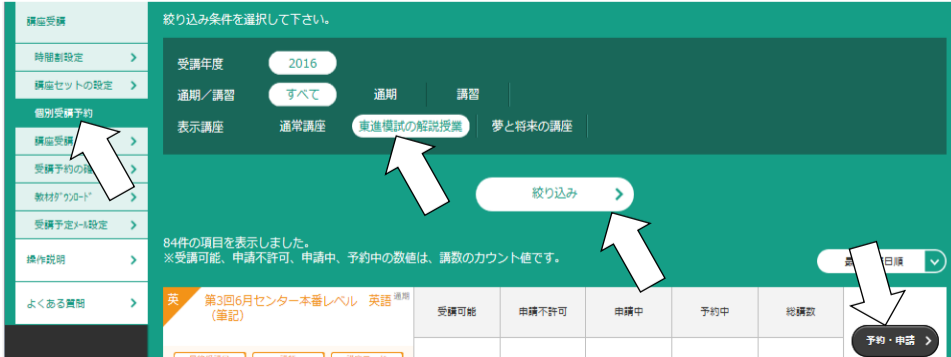 講座受講
時間割設定
講座セットの設定
個別受講予約
講座受講
受講予約の確
教材ダウンロード
受講予定メール設定
操作説明
よくある質問
絞り込み条件を選択して下さい。
受講年度 2016
通期／講習 すべて 通期 講習
表示講座 通常講座 東進模試の解説授業 夢と将来の講座
絞り込み
84件の項目を表示しました。
※受講可能、申請不許可、申請中、予約中の数値は、講数のカウント値です。
日順
英 第3回6月センター本番レベル 英語 通期
（筆記）
受講可能 申請不許可 申請中 予約中 総講数
予約・申請